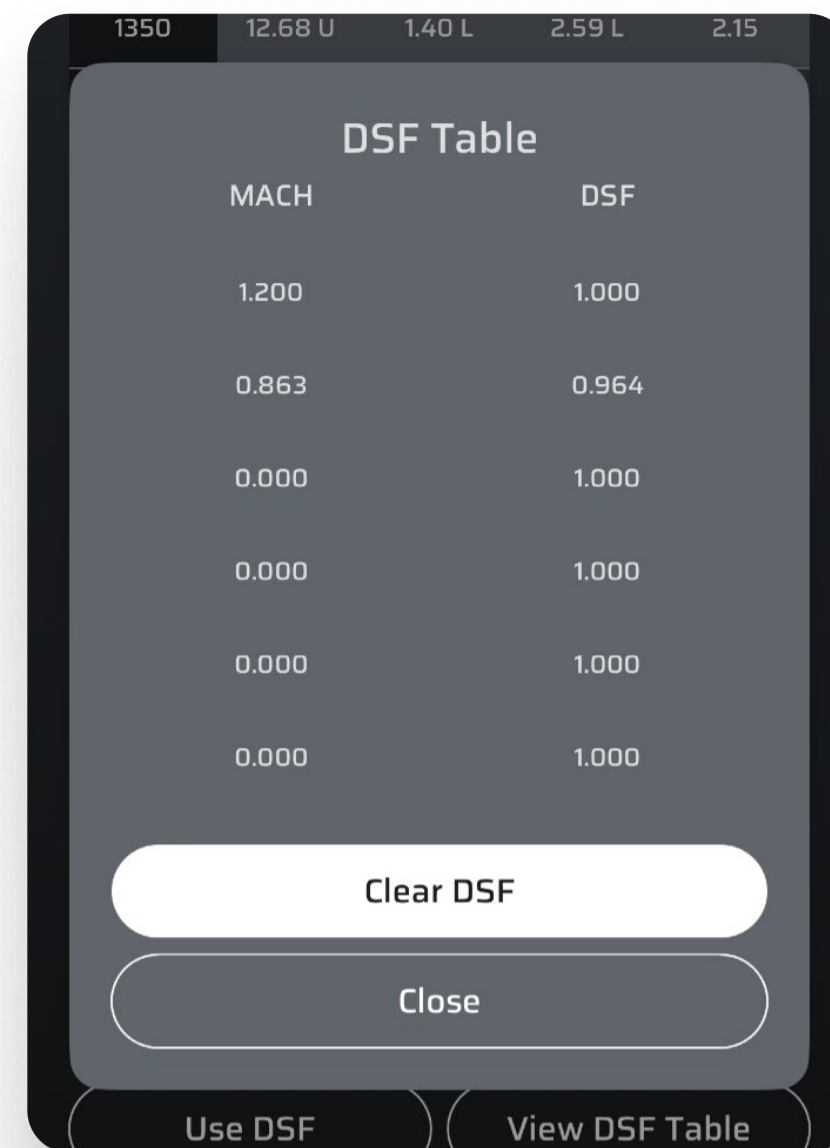 1350 12.68 U 1.40 L 2.59 L 2.15
DSF Table
MACH DSF
1.200 1.000
0.863 0.964
0.000 1.000
0.000 1.000
0.000 1.000
0.000 1.000
Clear DSF
Close
Use DSF View DSF Table